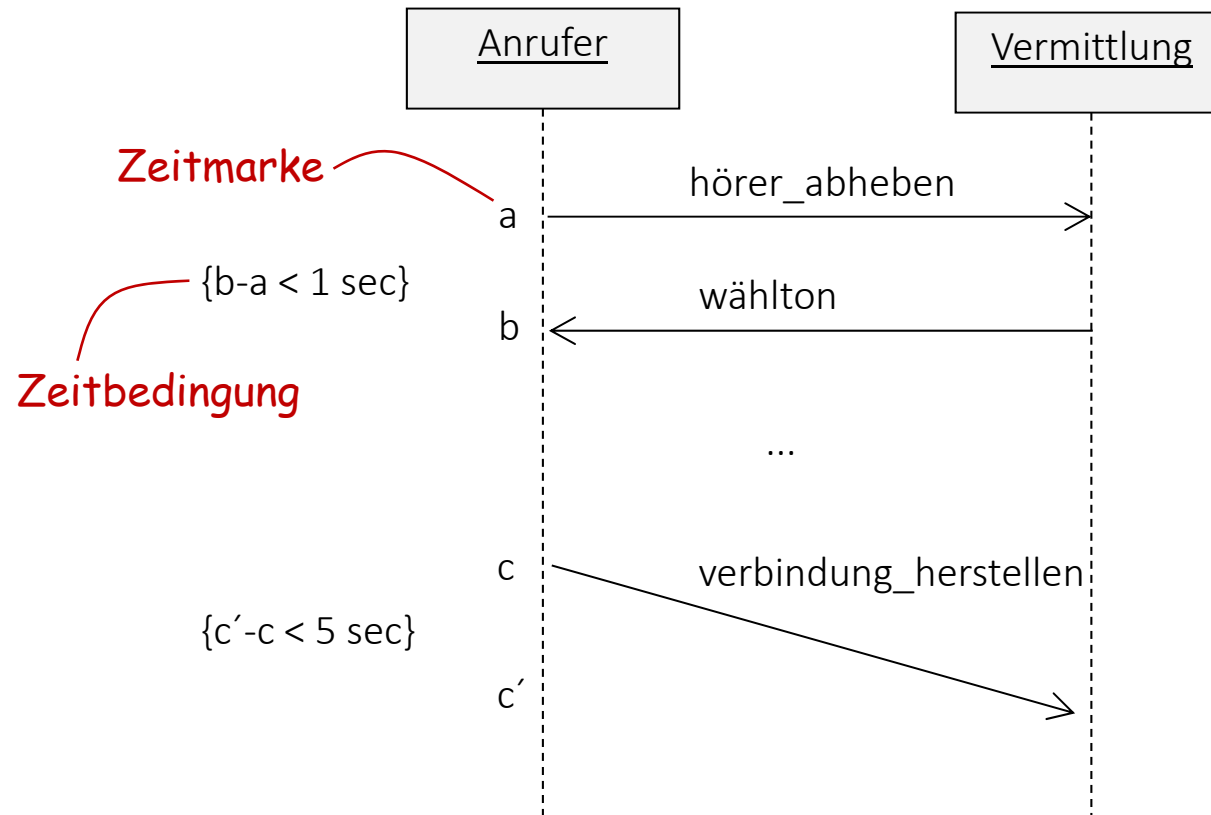 Anrufer
Vermittlung
Zeitmarke
hörer_abheben
a
{b-a < 1 sec}
wählton
b
Zeitbedingung
...
c
verbindung_herstellen
{c´-c < 5 sec}
c´